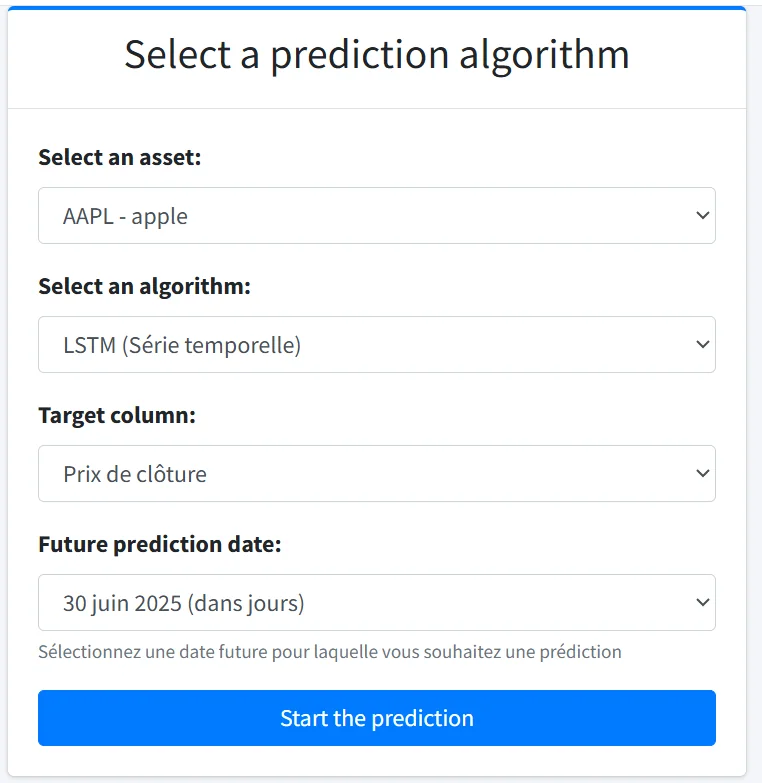 Select a prediction algorithm
Select an asset:
AAPL - apple
Select an algorithm:
LSTM (Série temporelle)
Target column:
Prix de clôture
Future prediction date:
30 juin 2025 (dans jours)
Sélectionnez une date future pour laquelle vous souhaitez une prédiction
Start the prediction